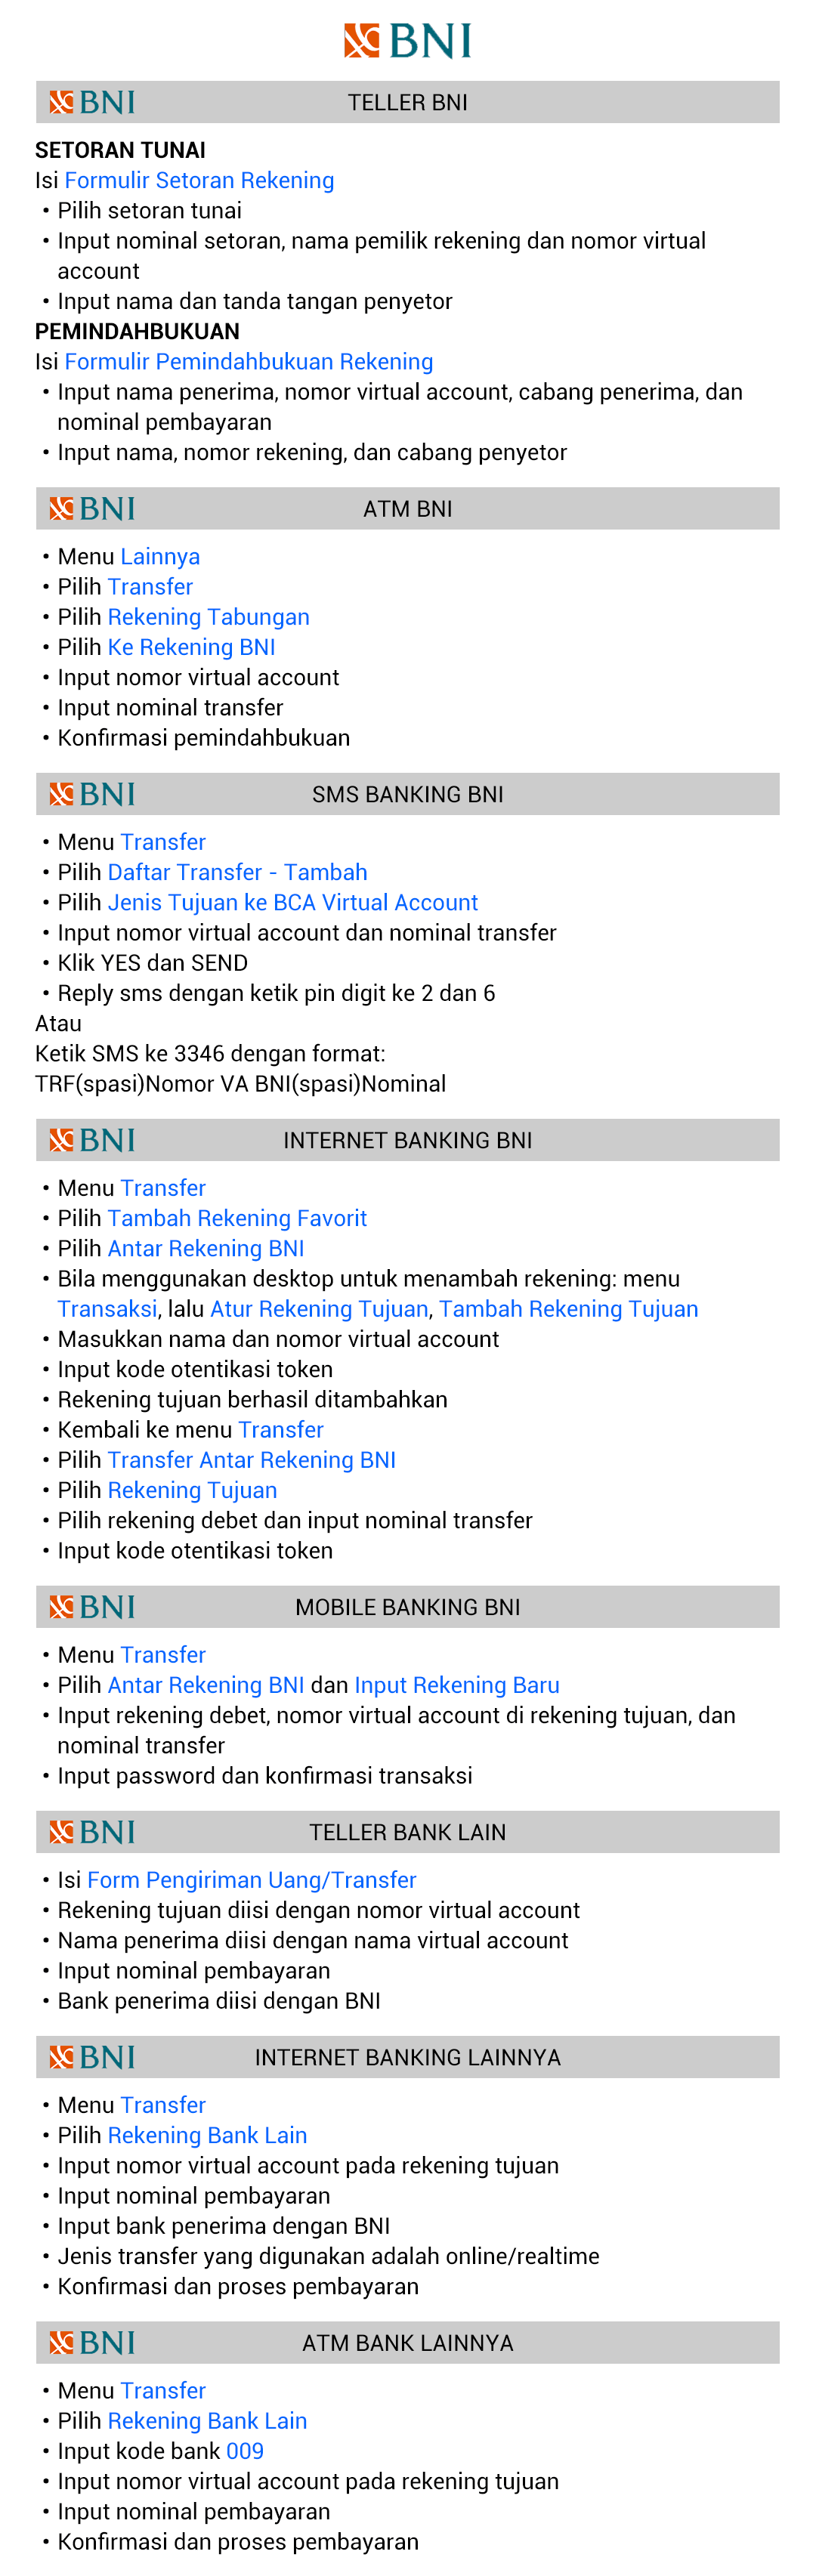 BNI
BNI TELLER BNI
SETORAN TUNAI
Isi Formulir Setoran Rekening
• Pilih setoran tunai
• Input nominal setoran, nama pemilik rekening dan nomor virtual
account
• Input nama dan tanda tangan penyetor
PEMINDAHBUKUAN
Isi Formulir Pemindahbukuan Rekening
• Input nama penerima, nomor virtual account, cabang penerima, dan
nominal pembayaran
• Input nama, nomor rekening, dan cabang penyetor
BNI ATM BNI
• Menu Lainnya
• Pilih Transfer
• Pilih Rekening Tabungan
• Pilih Ke Rekening BNI
• Input nomor virtual account
• Input nominal transfer
• Konfirmasi pemindahbukuan
BNI SMS BANKING BNI
• Menu Transfer
• Pilih Daftar Transfer - Tambah
• Pilih Jenis Tujuan ke BCA Virtual Account
• Input nomor virtual account dan nominal transfer
• Klik YES dan SEND
• Reply sms dengan ketik pin digit ke 2 dan 6
Atau
Ketik SMS ke 3346 dengan format:
TRF(spasi)Nomor VA BNI(spasi)Nominal
BNI INTERNET BANKING BNI
• Menu Transfer
• Pilih Tambah Rekening Favorit
• Pilih Antar Rekening BNI
• Bila menggunakan desktop untuk menambah rekening: menu
Transaksi, lalu Atur Rekening Tujuan, Tambah Rekening Tujuan
• Masukkan nama dan nomor virtual account
• Input kode otentikasi token
• Rekening tujuan berhasil ditambahkan
• Kembali ke menu Transfer
• Pilih Transfer Antar Rekening BNI
• Pilih Rekening Tujuan
• Pilih rekening debet dan input nominal transfer
• Input kode otentikasi token
BNI MOBILE BANKING BNI
• Menu Transfer
• Pilih Antar Rekening BNI dan Input Rekening Baru
• Input rekening debet, nomor virtual account di rekening tujuan, dan
nominal transfer
• Input password dan konfirmasi transaksi
BNI TELLER BANK LAIN
• Isi Form Pengiriman Uang/Transfer
• Rekening tujuan diisi dengan nomor virtual account
• Nama penerima diisi dengan nama virtual account
• Input nominal pembayaran
• Bank penerima diisi dengan BNI
BNI INTERNET BANKING LAINNYA
• Menu Transfer
• Pilih Rekening Bank Lain
• Input nomor virtual account pada rekening tujuan
• Input nominal pembayaran
• Input bank penerima dengan BNI
• Jenis transfer yang digunakan adalah online/realtime
• Konfirmasi dan proses pembayaran
BNI ATM BANK LAINNYA
• Menu Transfer
• Pilih Rekening Bank Lain
• Input kode bank 009
• Input nomor virtual account pada rekening tujuan
• Input nominal pembayaran
• Konfirmasi dan proses pembayaran